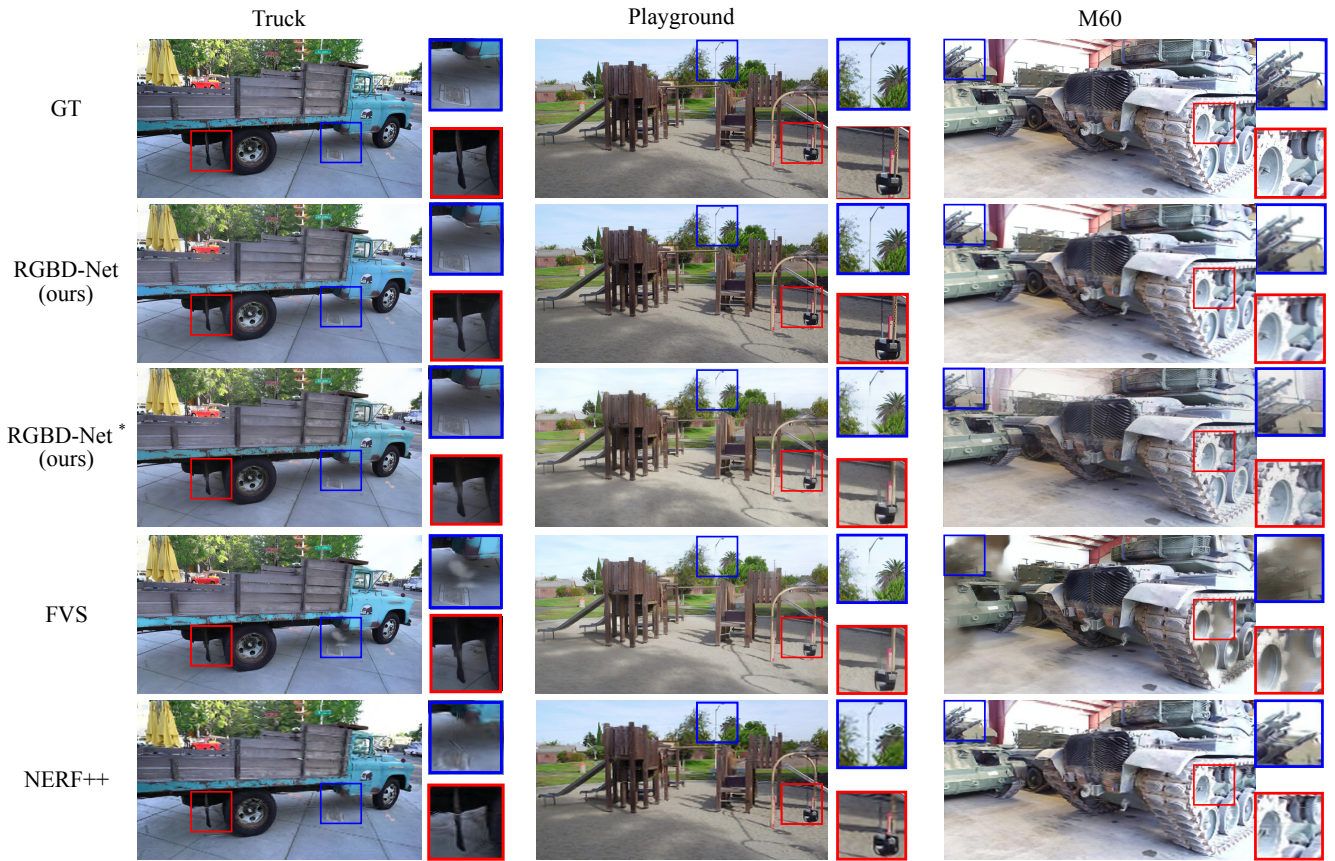 Truck Playground M60
GT
RGBD-Net
(ours)
RGBD-Net *
(ours)
FVS
NERF++